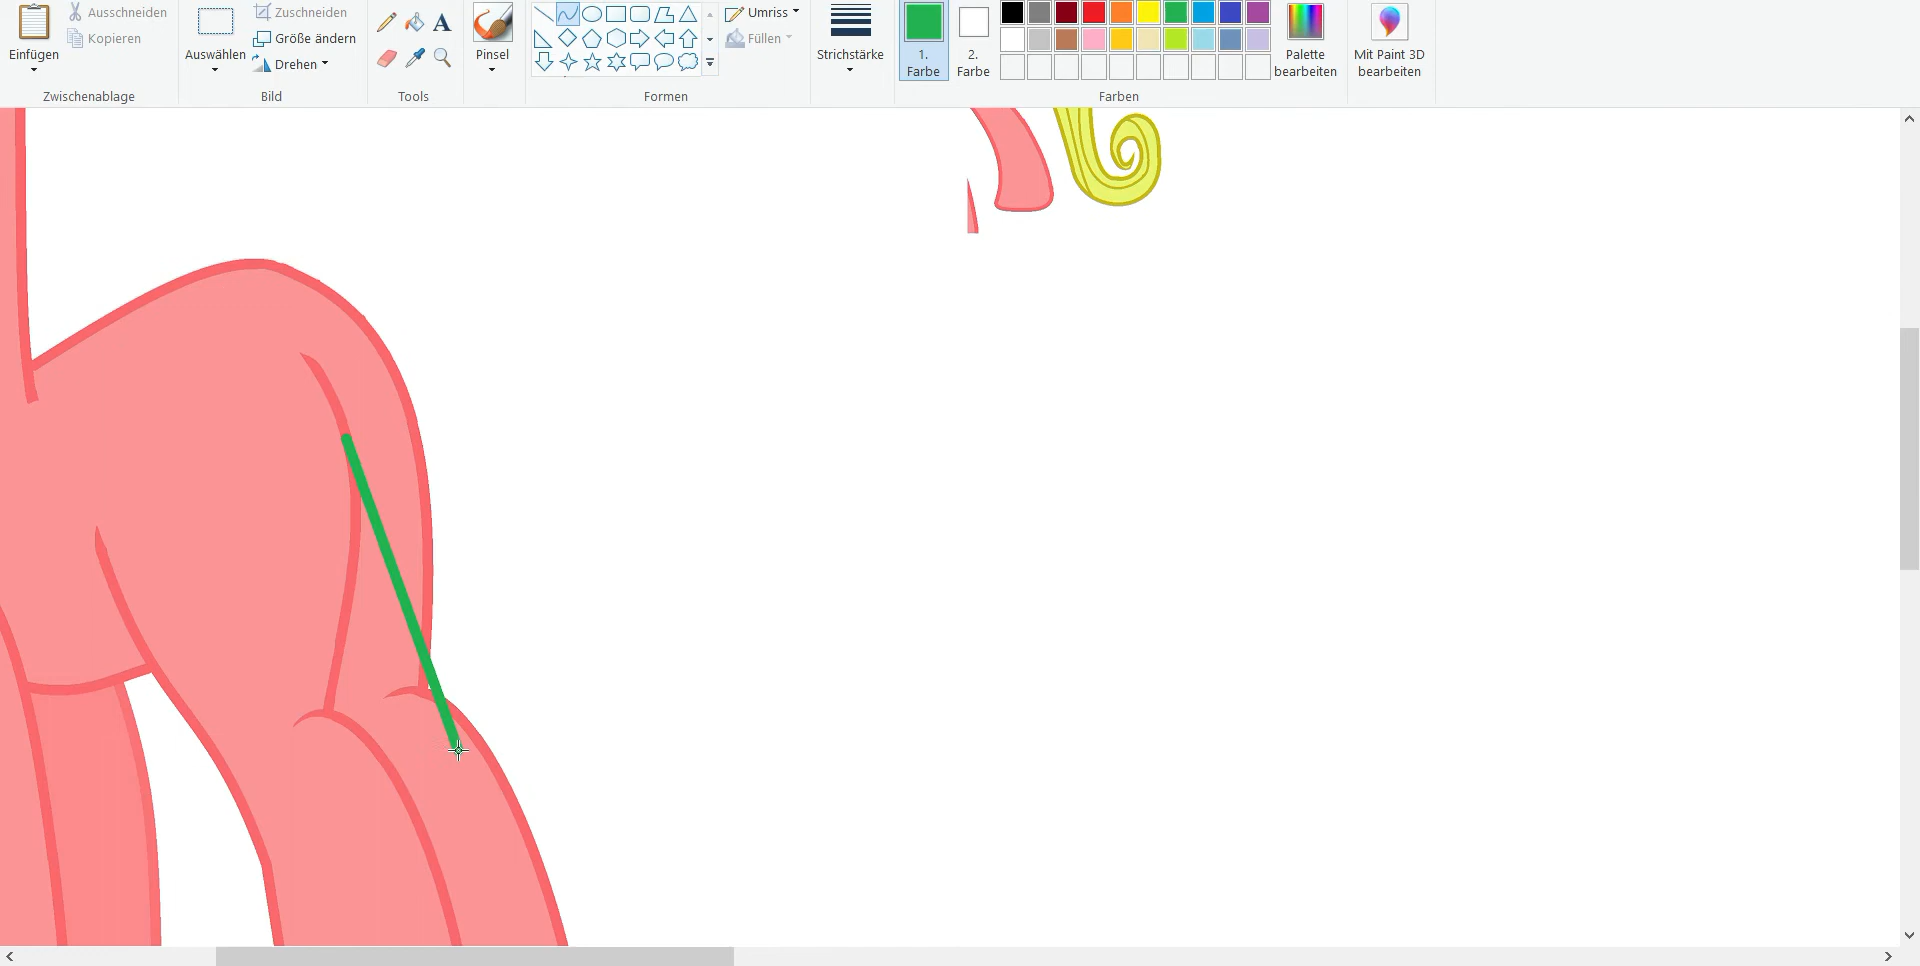 Einfügen
Ausschneiden
Kopieren
Zwischenablage
Auswählen
Zuschneiden
Größe ändern
Drehen
Bild
A
Tools
Pinsel
Formen
Umriss
Füllen
Strichstärke
1.
Farbe
2.
Farbe
Palette
bearbeiten
Farben
Mit Paint 3D
bearbeiten